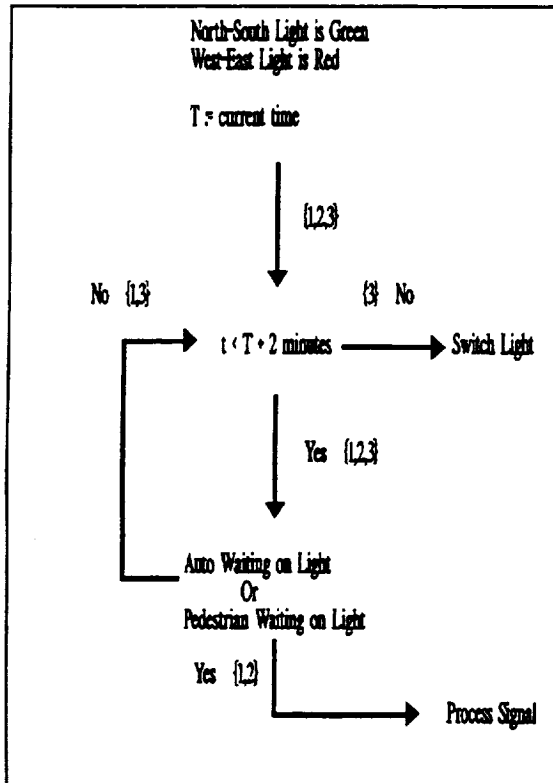 North-South Light is Green
West-East Light is Red
T := current time
{1,2,3}
No {1,3}
{3} No
t < T + 2 minutes
Switch Light
Yes {1,2,3}
Auto Waiting on Light
Or
Pedestrian Waiting on Light
Yes {1,2}
Process Signal